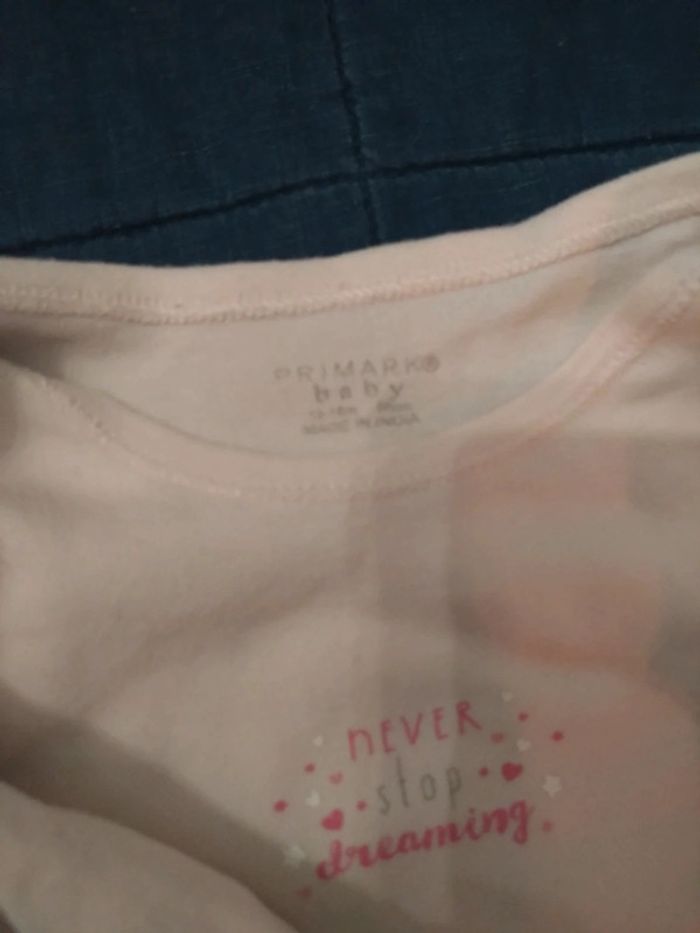 PRIMARK®
baby
MADE IN INDIA
nEVER
stop
dreaming